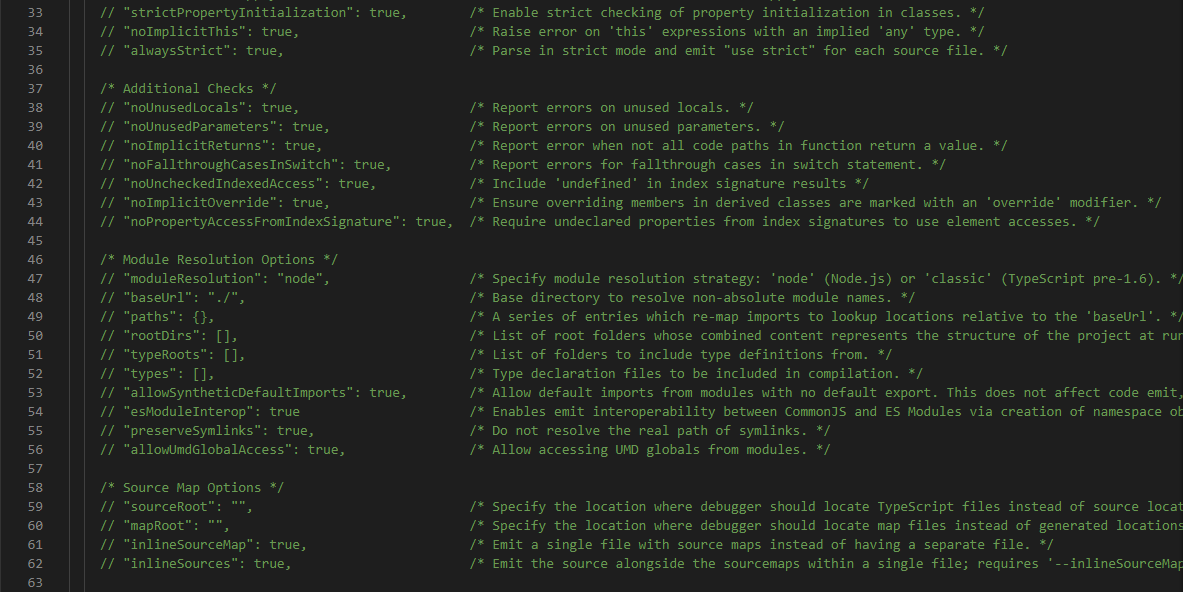 33 // "strictPropertyInitialization": true, /* Enable strict checking of property initialization in classes. */
34 // "noImplicitThis": true, /* Raise error on 'this' expressions with an implied 'any' type. */
35 // "alwaysStrict": true, /* Parse in strict mode and emit "use strict" for each source file. */
36
37 /* Additional Checks */
38 // "noUnusedLocals": true, /* Report errors on unused locals. */
39 // "noUnusedParameters": true, /* Report errors on unused parameters. */
40 // "noImplicitReturns": true, /* Report error when not all code paths in function return a value. */
41 // "noFallthroughCasesInSwitch": true, /* Report errors for fallthrough cases in switch statement. */
42 // "noUncheckedIndexedAccess": true, /* Include 'undefined' in index signature results */
43 // "noImplicitOverride": true, /* Ensure overriding members in derived classes are marked with an 'override' modifier. */
44 // "noPropertyAccessFromIndexSignature": true, /* Require undeclared properties from index signatures to use element accesses. */
45
46 /* Module Resolution Options */
47 // "moduleResolution": "node", /* Specify module resolution strategy: 'node' (Node.js) or 'classic' (TypeScript pre-1.6). */
48 // "baseUrl": "./", /* Base directory to resolve non-absolute module names. */
49 // "paths": {}, /* A series of entries which re-map imports to lookup locations relative to the 'baseUrl'. */
50 // "rootDirs": [], /* List of root folders whose combined content represents the structure of the project at run
51 // "typeRoots": [], /* List of folders to include type definitions from. */
52 // "types": [], /* Type declaration files to be included in compilation. */
53 // "allowSyntheticDefaultImports": true, /* Allow default imports from modules with no default export. This does not affect code emit,
54 // "esModuleInterop": true /* Enables emit interoperability between CommonJS and ES Modules via creation of namespace ob
55 // "preserveSymlinks": true, /* Do not resolve the real path of symlinks. */
56 // "allowUmdGlobalAccess": true, /* Allow accessing UMD globals from modules. */
57
58 /* Source Map Options */
59 // "sourceRoot": "", /* Specify the location where debugger should locate TypeScript files instead of source locat
60 // "mapRoot": "", /* Specify the location where debugger should locate map files instead of generated locations
61 // "inlineSourceMap": true, /* Emit a single file with source maps instead of having a separate file. */
62 // "inlineSources": true, /* Emit the source alongside the sourcemaps within a single file; requires '--inlineSourceMap
63